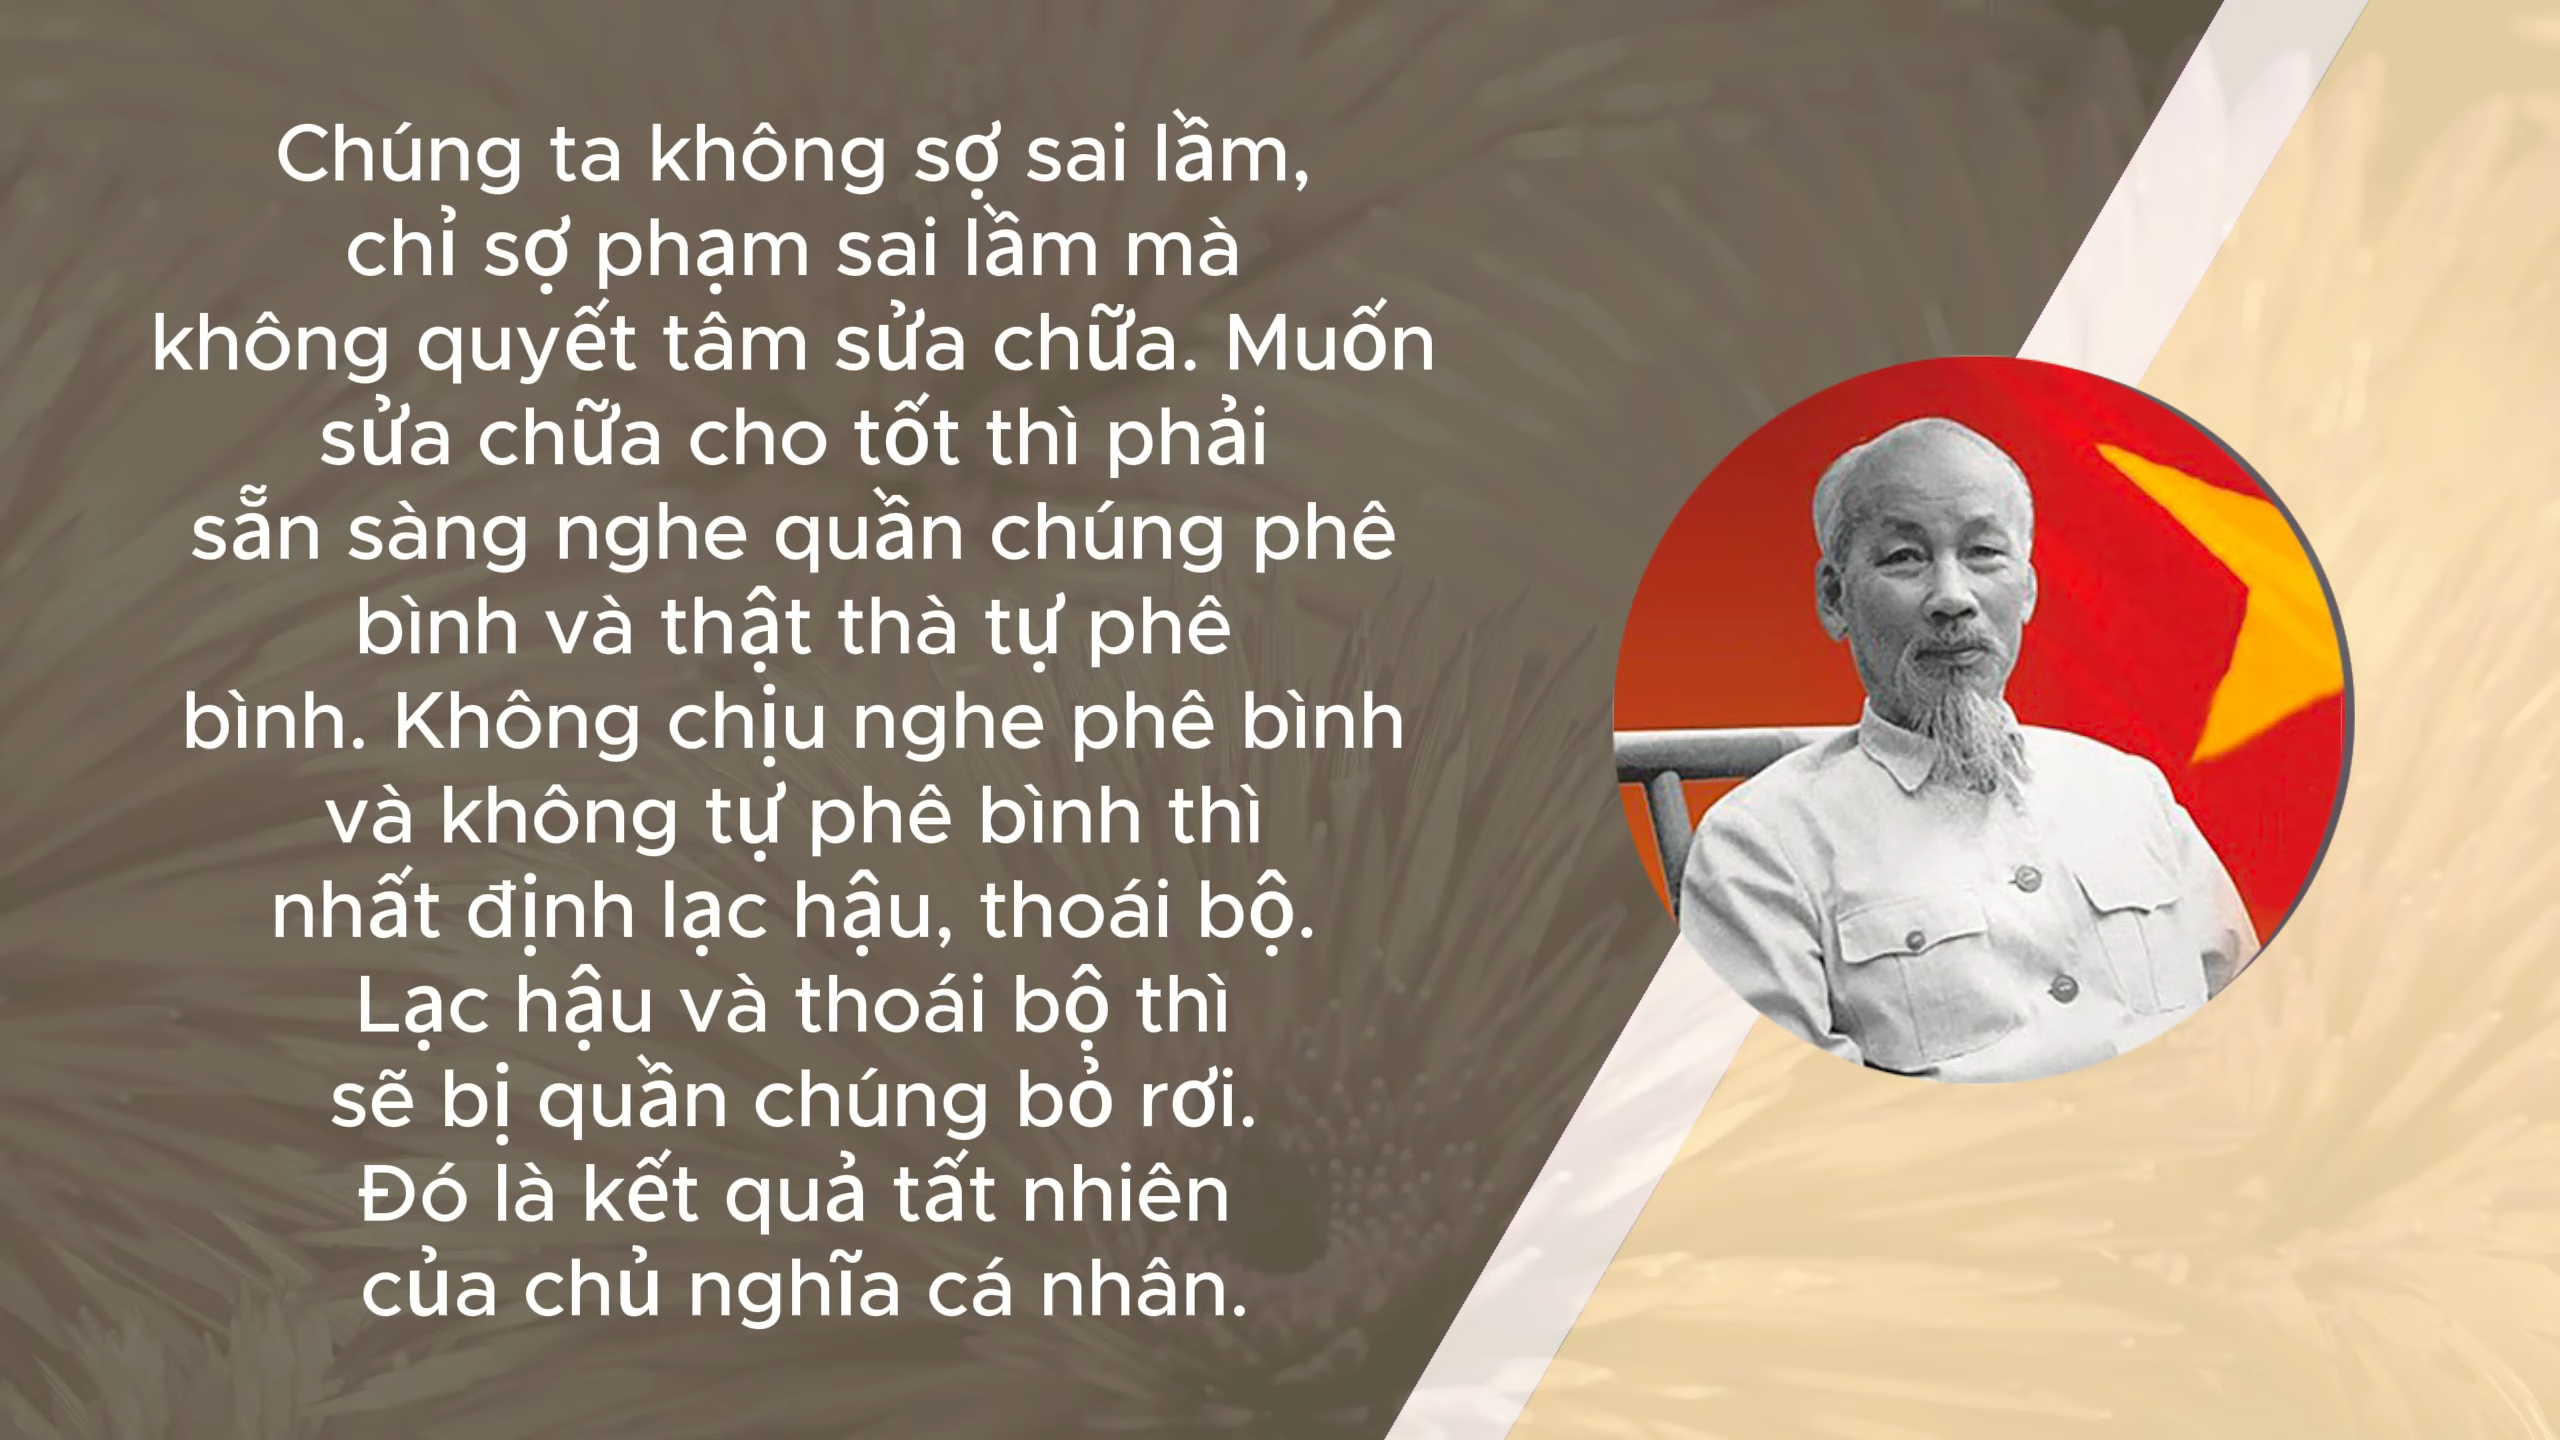 Chúng ta không sợ sai lầm,
chỉ sợ phạm sai lầm mà
không quyết tâm sửa chữa. Muốn
sửa chữa cho tốt thì phải
sẵn sàng nghe quần chúng phê
bình và thật thà tự phê
bình. Không chịu nghe phê bình
và không tự phê bình thì
nhất định lạc hậu, thoái bộ.
Lạc hậu và thoái bộ thì
sẽ bị quần chúng bỏ rơi.
Đó là kết quả tất nhiên
của chủ nghĩa cá nhân.